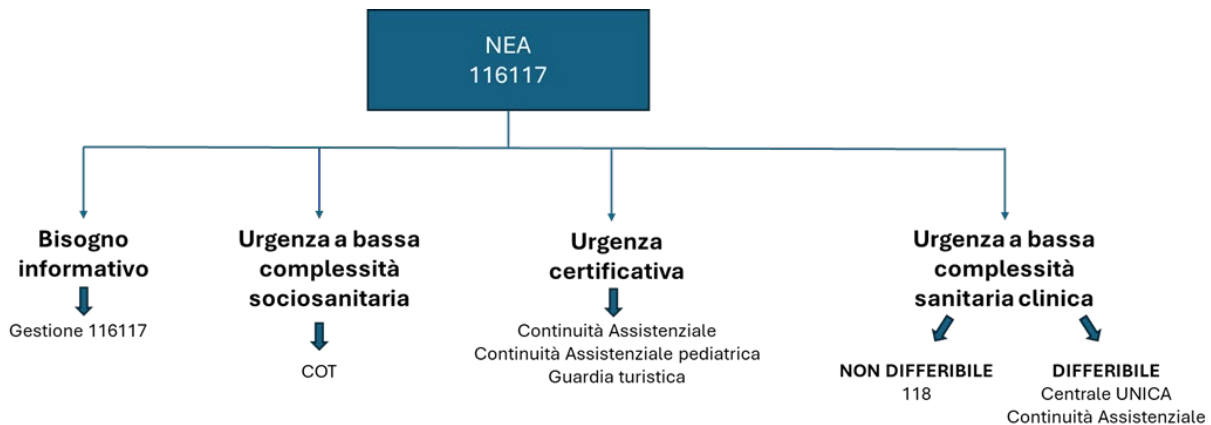 NEA
116117
Bisogno
informativo
Gestione 116117
Urgenza a bassa
complessità
sociosanitaria
COT
Urgenza
certificativa
Continuità Assistenziale
Continuità Assistenziale pediatrica
Guardia turistica
Urgenza a bassa
complessità
sanitaria clinica
NON DIFFERIBILE
118
DIFFERIBILE
Centrale UNICA
Continuità Assistenziale